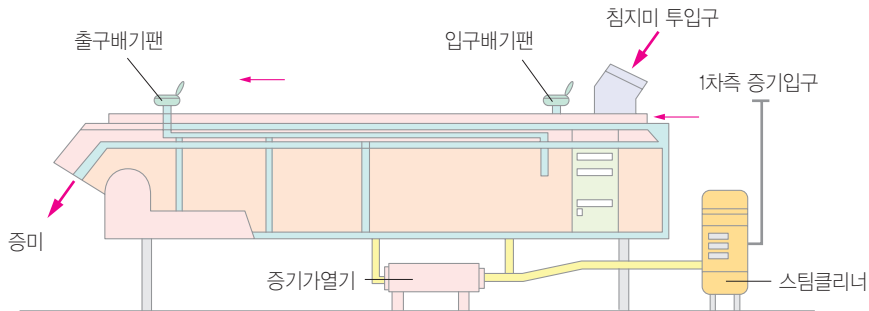 침지미 투입구
출구배기팬
입구배기팬
1차측 증기입구
증미
증기가열기
스팀클리너